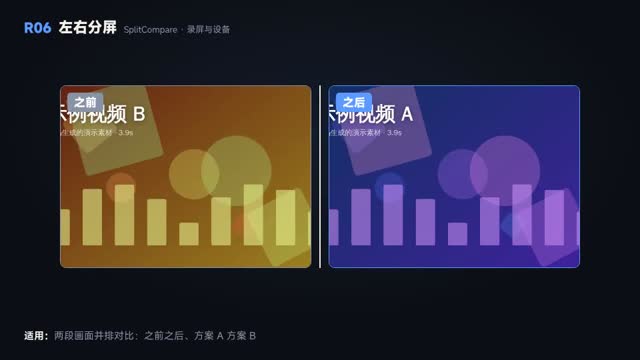 R06 左右分屏 SplitCompare · 录屏与设备
之前
示例视频 B
生成的演示素材 · 3.9s
之后
示例视频 A
生成的演示素材 · 3.9s
适用：两段画面并排对比：之前之后、方案 A 方案 B